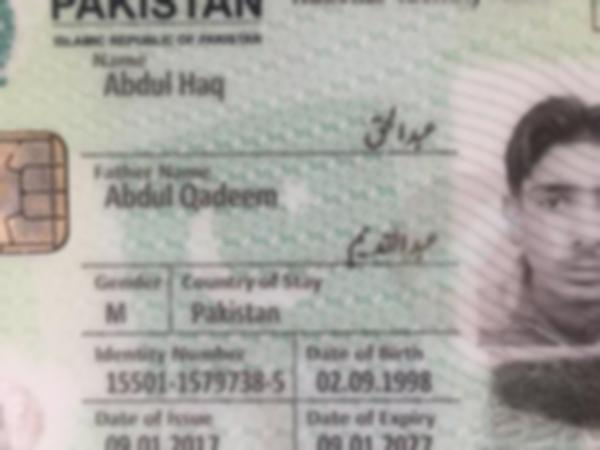 PAKISTAN National Identity
ISLAMIC REPUBLIC OF PAKISTAN
Name
Abdul Haq
عبدالحق
Father Name
Abdul Qadeem
عبدالقدیم
Gender Country of Stay
M Pakistan
Identity Number Date of Birth
15501-1579738-5 02.09.1998
Date of Issue Date of Expiry
09.01.2017 09.01.2027